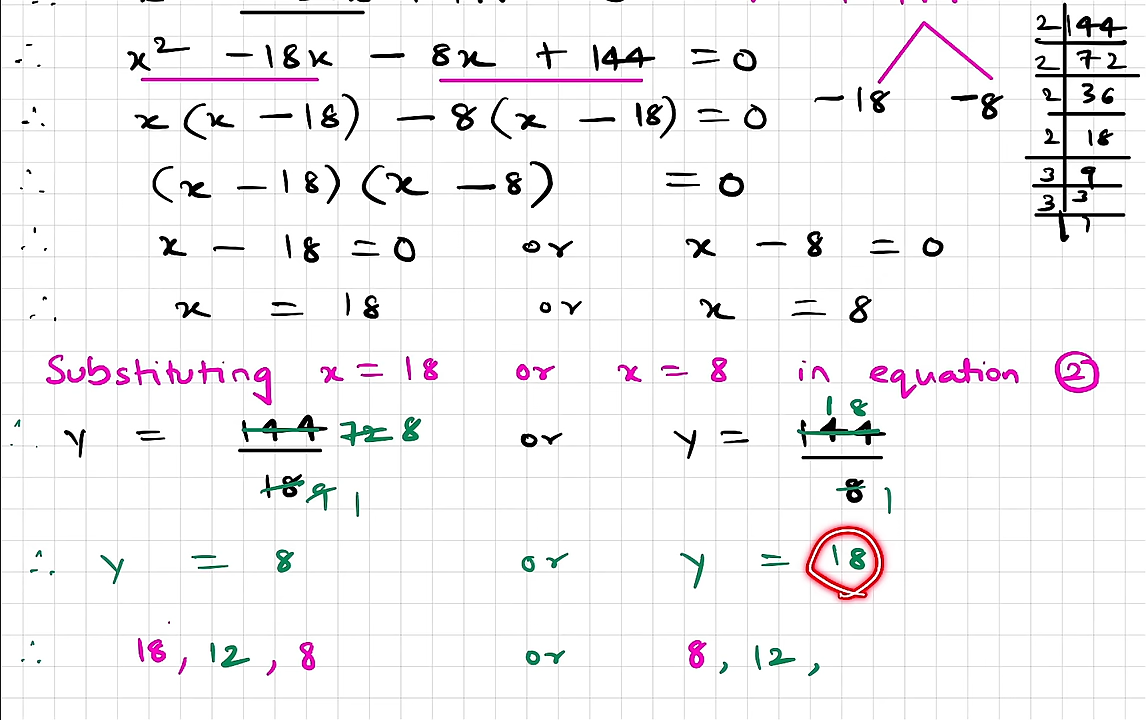 ∴ x² - 18x - 8x + 144 = 0
∴ x(x - 18) - 8(x - 18) = 0
-18 -8
∴ (x - 18)(x - 8) = 0
∴ x - 18 = 0 or x - 8 = 0
∴ x = 18 or x = 8
2 | 144
2 | 72
2 | 36
2 | 18
3 | 9
3 | 3
1
Substituting x = 18 or x = 8 in equation ②
∴ y = 144 72 8 or y = 144 18
18 9 1 8 1
∴ y = 8 or y = 18
∴ 18, 12, 8 or 8, 12,